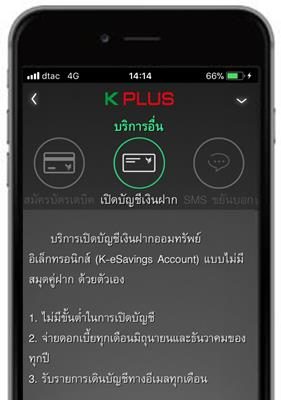 dtac 4G 14:14 66%
K PLUS
บริการอื่น
สมัครบัตรเดบิต เปิดบัญชีเงินฝาก SMS ขยันบอก
บริการเปิดบัญชีเงินฝากออมทรัพย์
อิเล็กทรอนิกส์ (K-eSavings Account) แบบไม่มี
สมุดคู่ฝาก ด้วยตัวเอง
1. ไม่มีขั้นต่ำในการเปิดบัญชี
2. จ่ายดอกเบี้ยทุกเดือนมิถุนายนและธันวาคมของ
ทุกปี
3. รับรายการเดินบัญชีทางอีเมลทุกเดือน